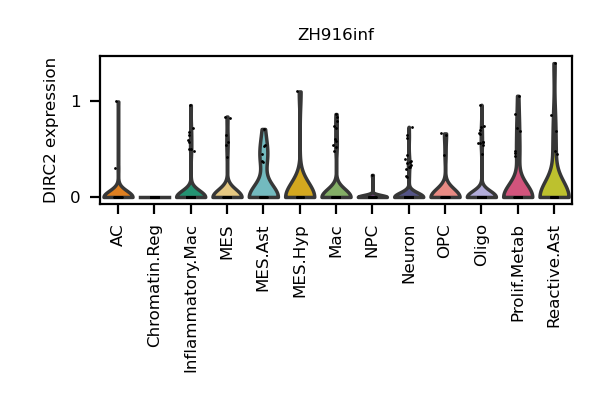 ZH916inf
DIRC2 expression
1
0
AC
Chromatin.Reg
Inflammatory.Mac
MES
MES.Ast
MES.Hyp
Mac
NPC
Neuron
OPC
Oligo
Prolif.Metab
Reactive.Ast